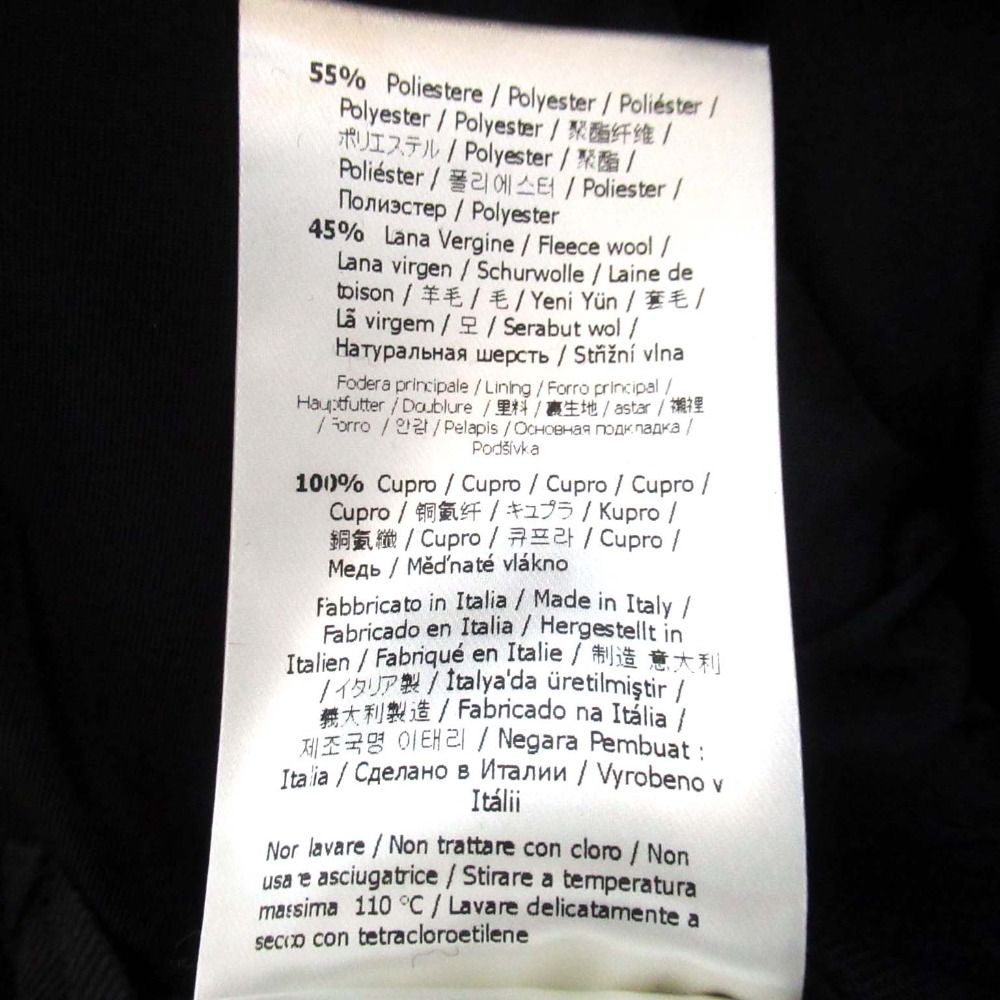 55% Poliestere / Polyester / Poliéster /
Polyester / Polyester / 聚酯纤维 /
ポリエステル / Polyester / 聚酯 /
Poliéster / 폴리에스터 / Poliester /
Полиэстер / Polyester
45% Lana Vergine / Fleece wool /
Lana virgen / Schurwolle / Laine de
toison / 羊毛 / 毛 / Yeni Yün / 套毛 /
Lã virgem / 모 / Serabut wol /
Натуральная шерсть / Střižní vlna
Fodera principale / Lining / Forro principal /
Hauptfutter / Doublure / 里料 / 裏生地 / astar / 襯裡
/ Forro / 안감 / Pelapis / Основная подкладка /
Podšívka
100% Cupro / Cupro / Cupro / Cupro /
Cupro / 铜氨纤 / キュプラ / Kupro /
銅氨纖 / Cupro / 큐프라 / Cupro /
Медь / Měďnaté vlákno
Fabbricato in Italia / Made in Italy /
Fabricado en Italia / Hergestellt in
Italien / Fabriqué en Italie / 制造 意大利
/ イタリア製 / İtalya'da üretilmiştir /
義大利製造 / Fabricado na Itália /
제조국명 이태리 / Negara Pembuat :
Italia / Сделано в Италии / Vyrobeno v
Itálii
Non lavare / Non trattare con cloro / Non
usare asciugatrice / Stirare a temperatura
massima 110 °C / Lavare delicatamente a
secco con tetracloroetilene